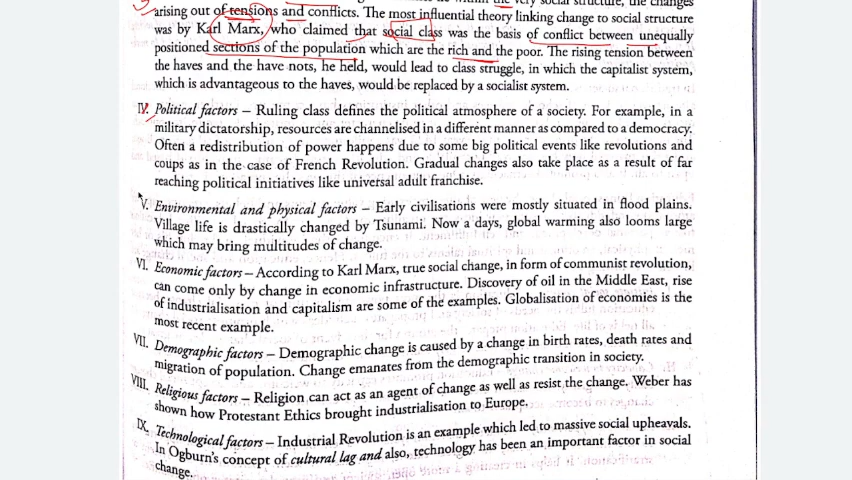 very social structure, the changes
arising out of tensions and conflicts. The most influential theory linking change to social structure
was by Karl Marx, who claimed that social class was the basis of conflict between unequally
positioned sections of the population which are the rich and the poor. The rising tension between
the haves and the have nots, he held, would lead to class struggle, in which the capitalist system,
which is advantageous to the haves, would be replaced by a socialist system.
IV. Political factors – Ruling class defines the political atmosphere of a society. For example, in a
military dictatorship, resources are channelised in a different manner as compared to a democracy.
Often a redistribution of power happens due to some big political events like revolutions and
coups as in the case of French Revolution. Gradual changes also take place as a result of far
reaching political initiatives like universal adult franchise.
V. Environmental and physical factors – Early civilisations were mostly situated in flood plains.
Village life is drastically changed by Tsunami. Now a days, global warming also looms large
which may bring multitudes of change.
VI. Economic factors – According to Karl Marx, true social change, in form of communist revolution,
can come only by change in economic infrastructure. Discovery of oil in the Middle East, rise
of industrialisation and capitalism are some of the examples. Globalisation of economies is the
most recent example.
VII. Demographic factors – Demographic change is caused by a change in birth rates, death rates and
migration of population. Change emanates from the demographic transition in society.
VIII. Religious factors – Religion can act as an agent of change as well as resist the change. Weber has
shown how Protestant Ethics brought industrialisation to Europe.
IX. Technological factors – Industrial Revolution is an example which led to massive social upheavals.
In Ogburn's concept of cultural lag and also, technology has been an important factor in social
change.